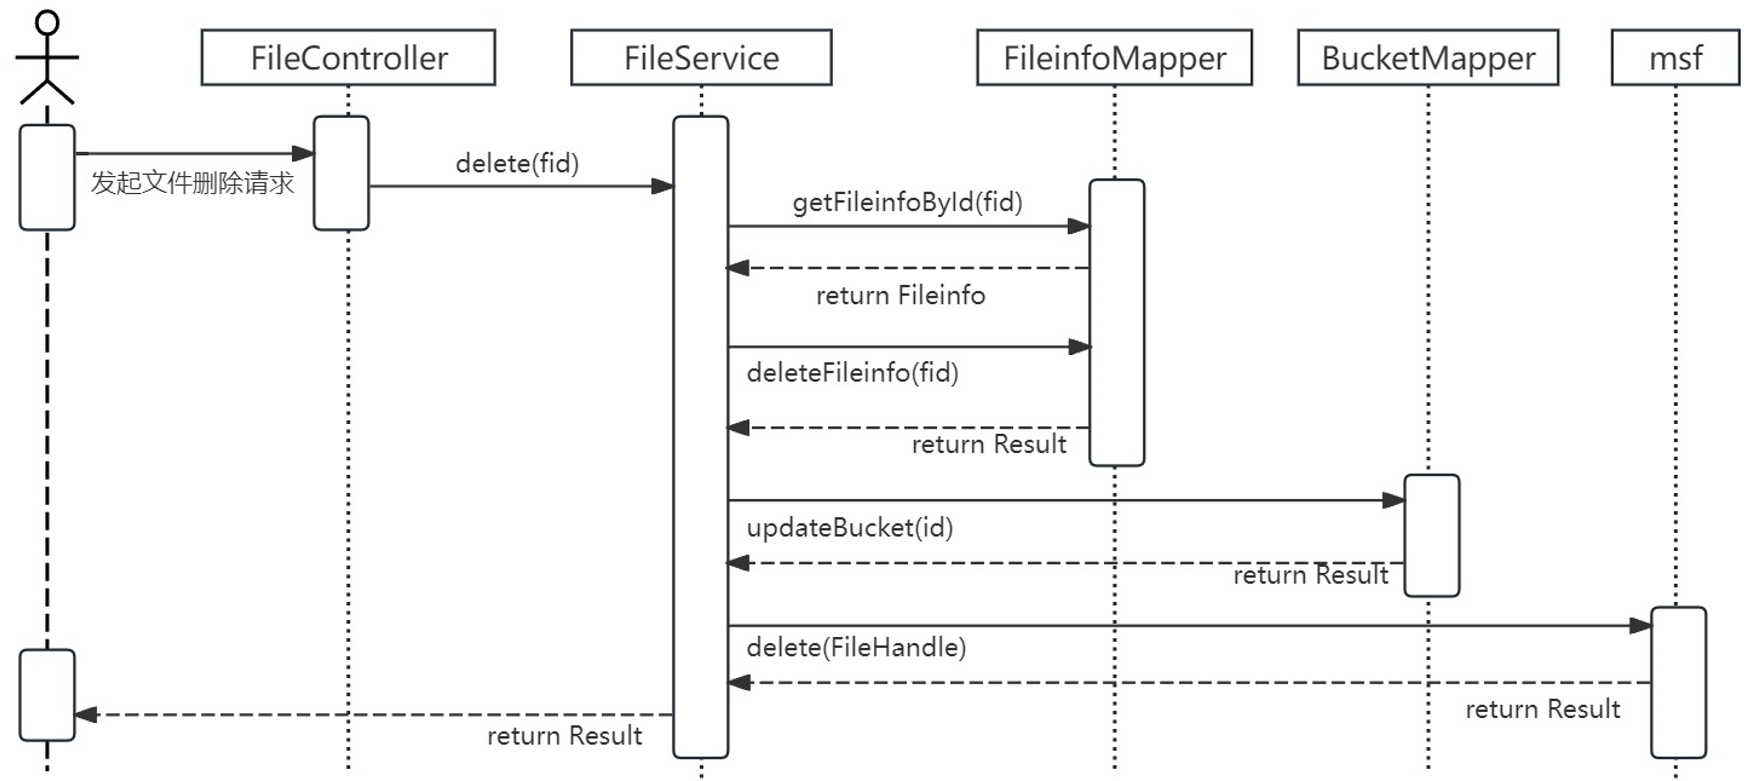 FileController
FileService
FileinfoMapper
BucketMapper
msf
发起文件删除请求
delete(fid)
getFileinfoById(fid)
return Fileinfo
deleteFileinfo(fid)
return Result
updateBucket(id)
return Result
delete(FileHandle)
return Result
return Result